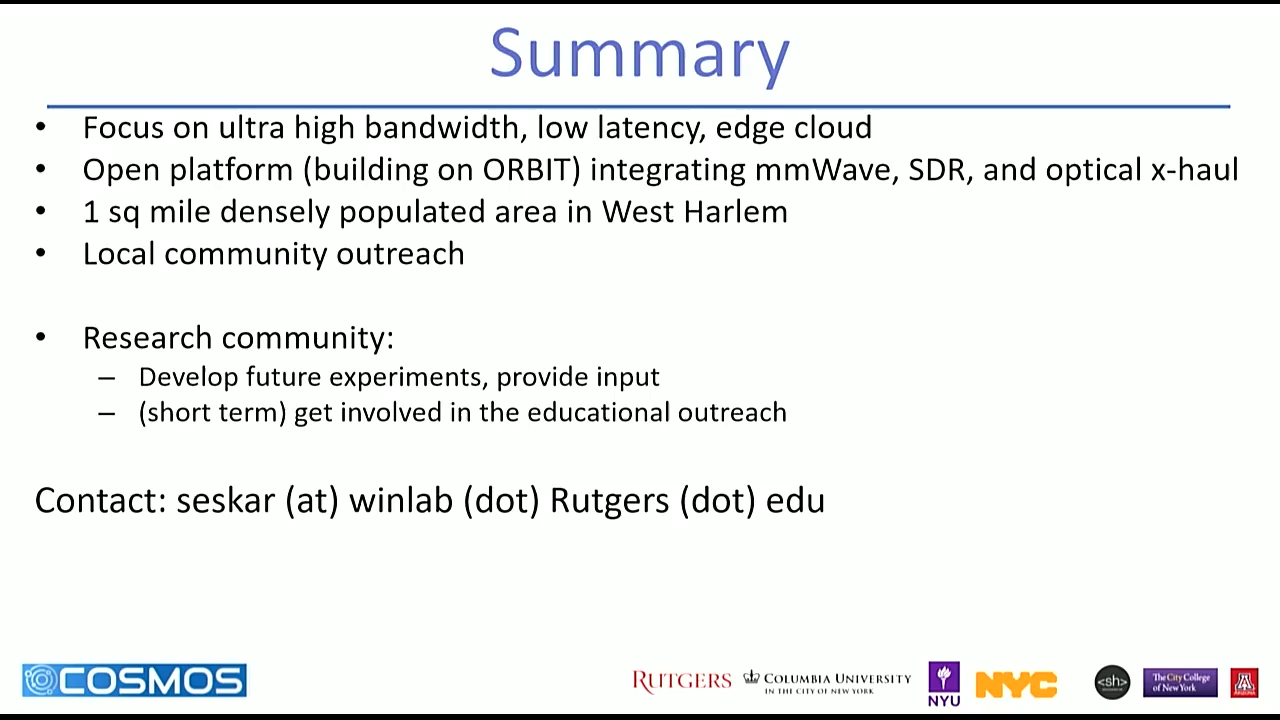 Summary
• Focus on ultra high bandwidth, low latency, edge cloud
• Open platform (building on ORBIT) integrating mmWave, SDR, and optical x-haul
• 1 sq mile densely populated area in West Harlem
• Local community outreach
• Research community:
– Develop future experiments, provide input
– (short term) get involved in the educational outreach
Contact: seskar (at) winlab (dot) Rutgers (dot) edu
COSMOS
RUTGERS
COLUMBIA UNIVERSITY
IN THE CITY OF NEW YORK
NYU
NYC
<sh>
The City College
of New York
A